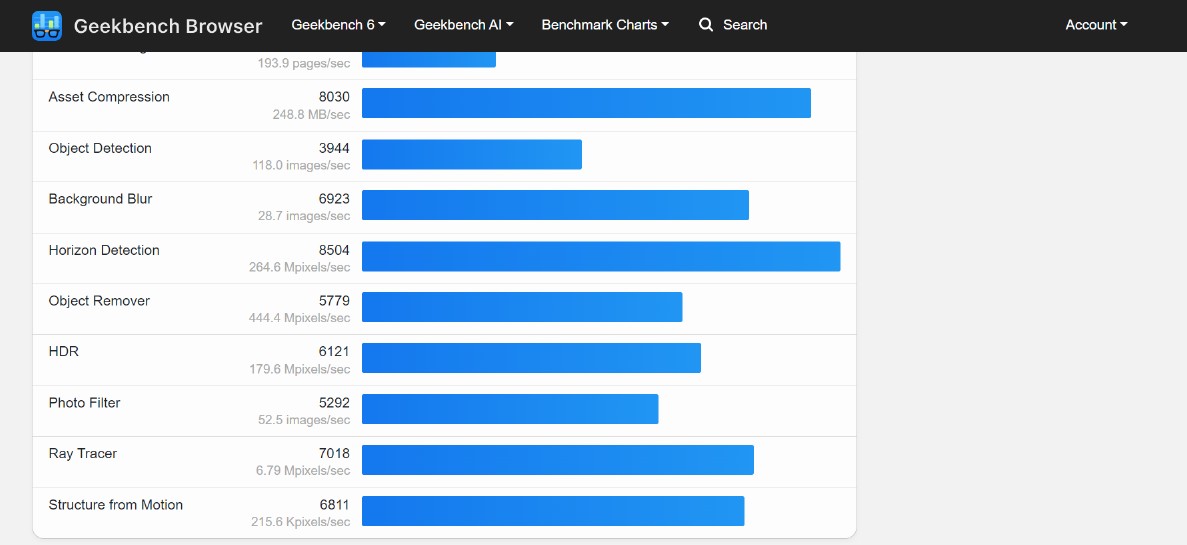 Geekbench Browser Geekbench 6 Geekbench AI Benchmark Charts Search Account
193.9 pages/sec
Asset Compression 8030
248.8 MB/sec
Object Detection 3944
118.0 images/sec
Background Blur 6923
28.7 images/sec
Horizon Detection 8504
264.6 Mpixels/sec
Object Remover 5779
444.4 Mpixels/sec
HDR 6121
179.6 Mpixels/sec
Photo Filter 5292
52.5 images/sec
Ray Tracer 7018
6.79 Mpixels/sec
Structure from Motion 6811
215.6 Kpixels/sec